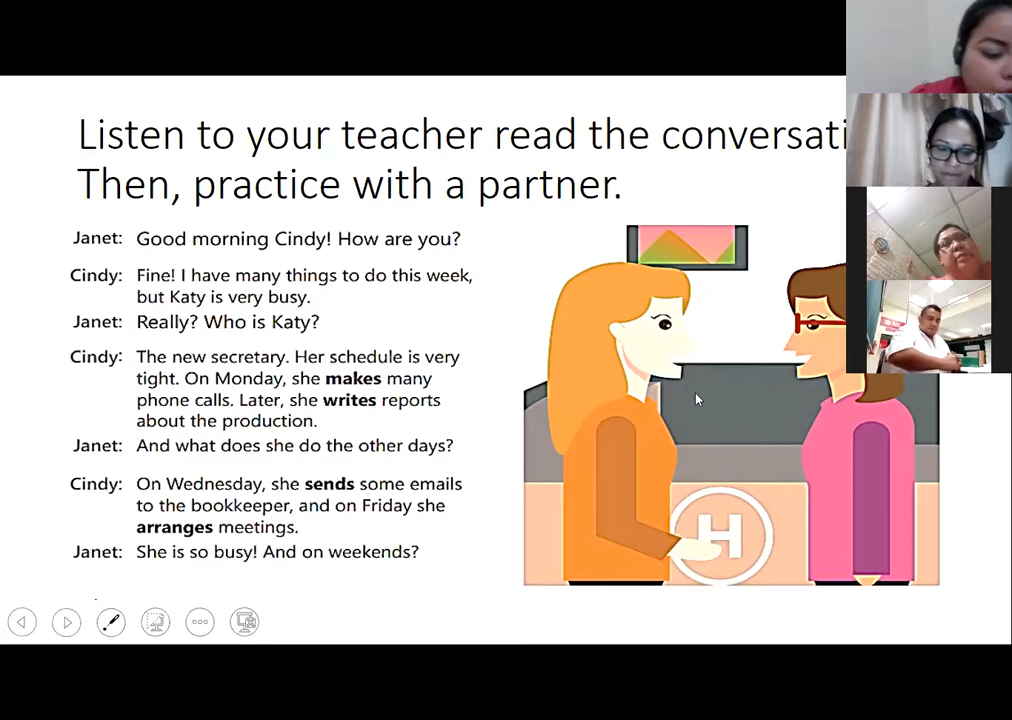 Listen to your teacher read the conversati
Then, practice with a partner.
Janet: Good morning Cindy! How are you?
Cindy: Fine! I have many things to do this week,
but Katy is very busy.
Janet: Really? Who is Katy?
Cindy: The new secretary. Her schedule is very
tight. On Monday, she makes many
phone calls. Later, she writes reports
about the production.
Janet: And what does she do the other days?
Cindy: On Wednesday, she sends some emails
to the bookkeeper, and on Friday she
arranges meetings.
Janet: She is so busy! And on weekends?
H